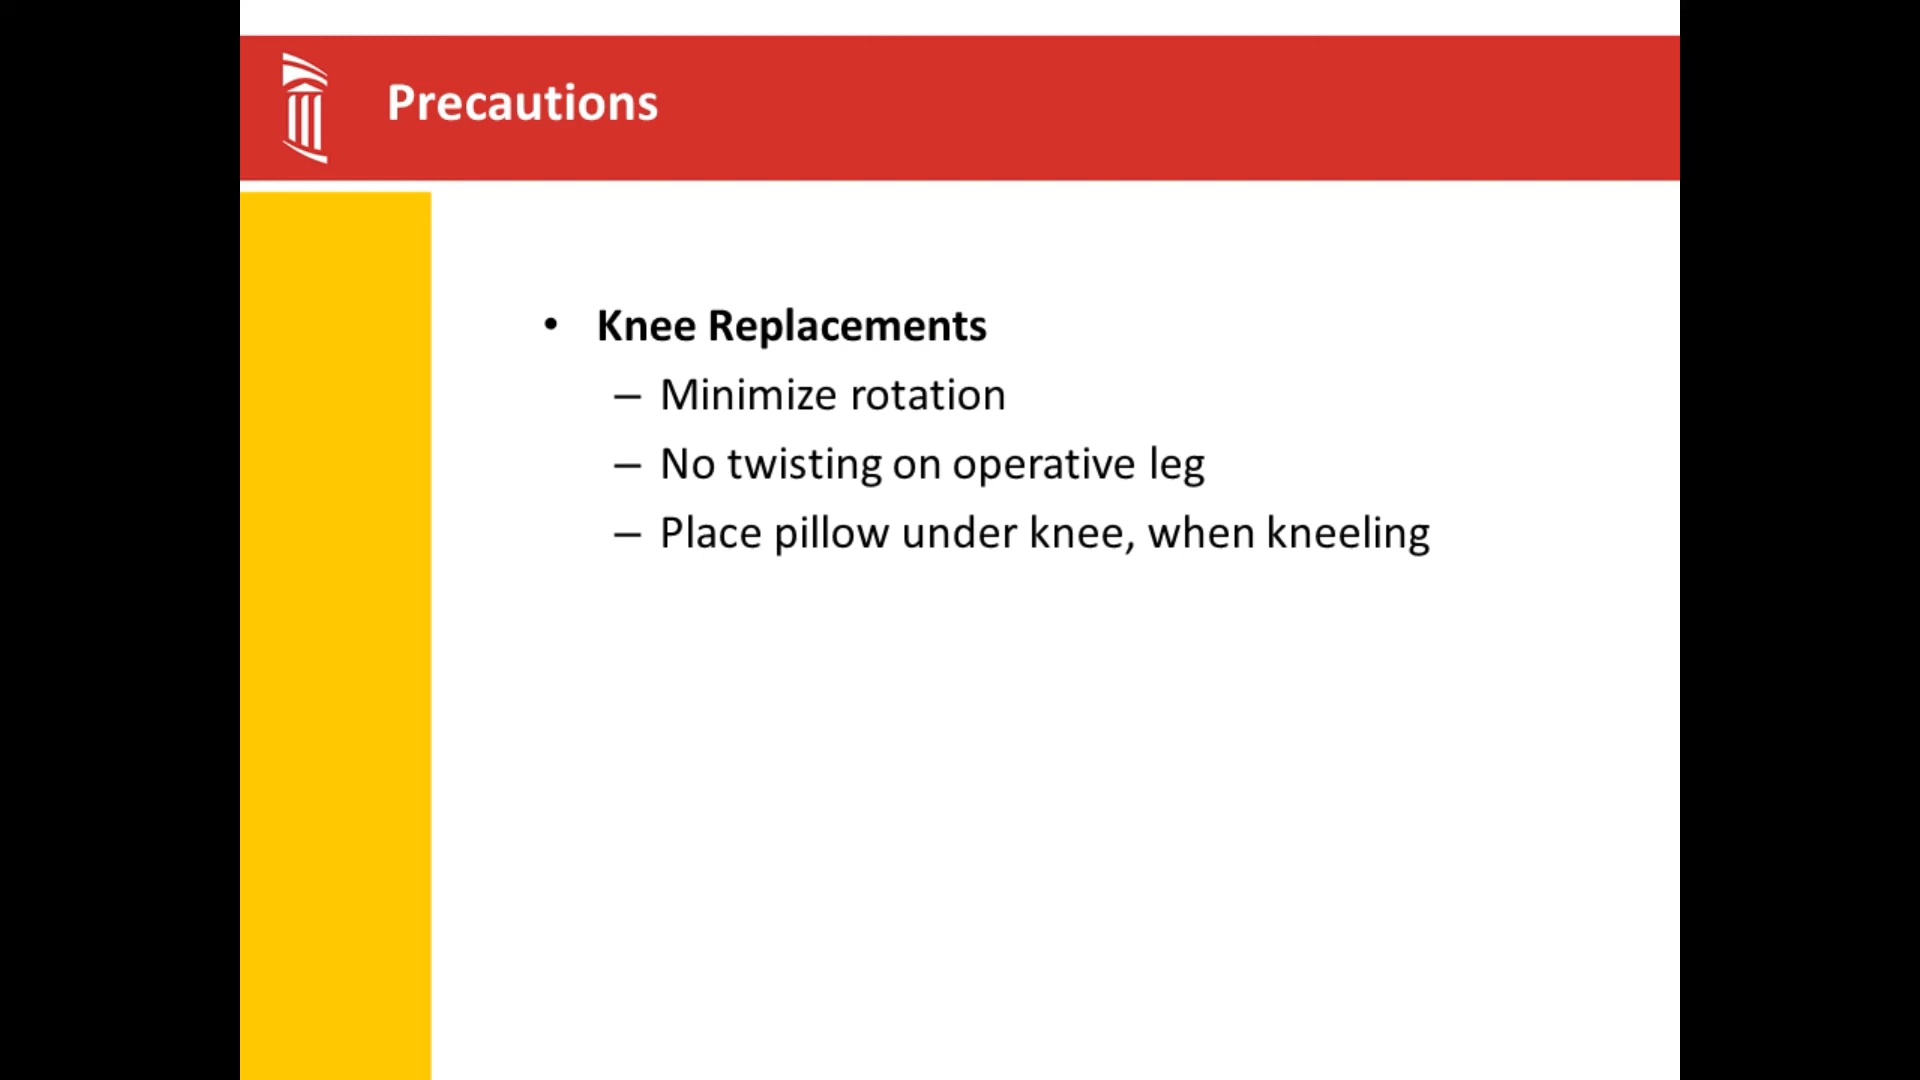 Precautions
• Knee Replacements
– Minimize rotation
– No twisting on operative leg
– Place pillow under knee, when kneeling